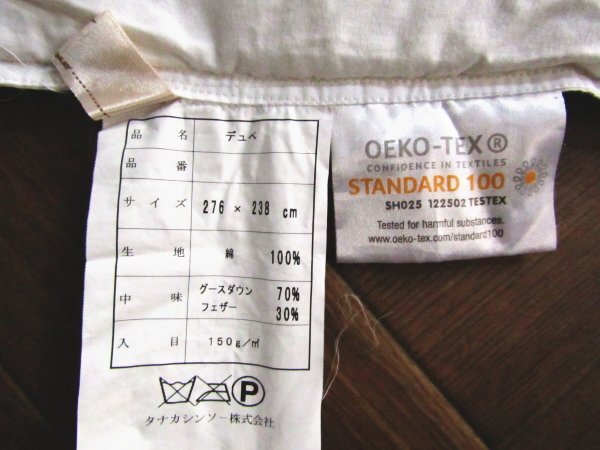 品名 デュベ
品番
サイズ 276 × 238 cm
生地 綿 100%
中味 グースダウン 70%
フェザー 30%
入目 150g/㎡
P
タナカシンソー株式会社
OEKO-TEX®
CONFIDENCE IN TEXTILES
STANDARD 100
SH025 122502 TESTEX
Tested for harmful substances.
www.oeko-tex.com/standard100